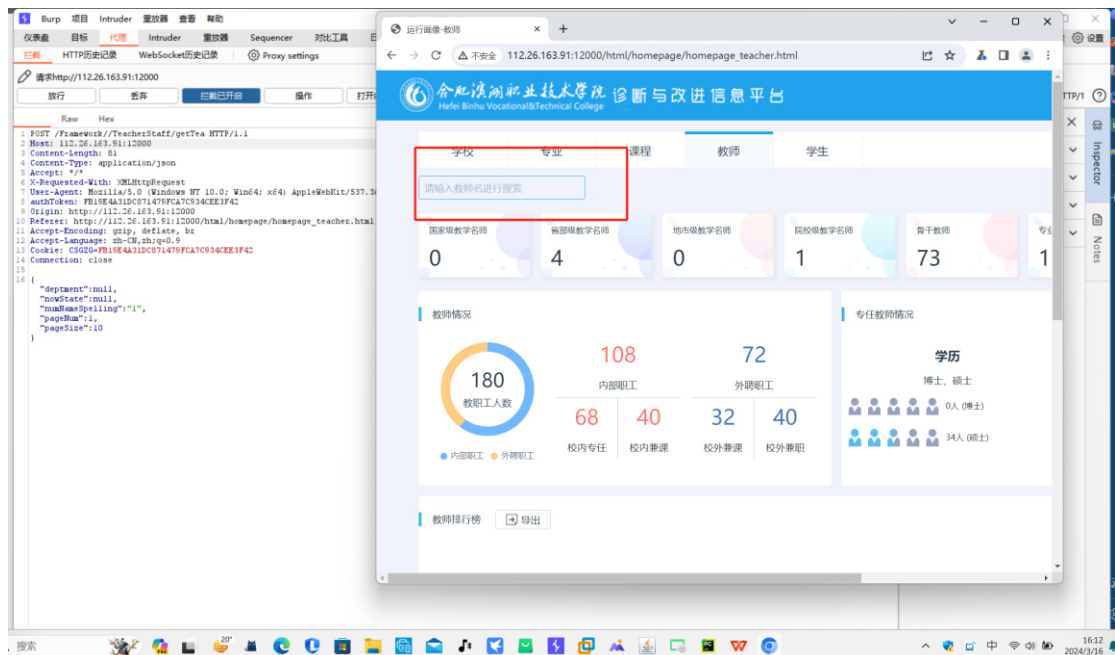 Burp 项目 Intruder 重放器 查看 帮助
仪表盘 目标 代理 Intruder 重放器 Sequencer 对比工具
设置
拦截 HTTP历史记录 WebSocket历史记录 Proxy settings
请求http://112.26.163.91:12000
放行 丢弃 拦截已开启 操作
Raw Hex
1 POST /Framework//TeacherStaff/getTea HTTP/1.1
2 Host: 112.26.163.91:12000
3 Content-Length: 81
4 Content-Type: application/json
5 Accept: */*
6 X-Requested-With: XMLHttpRequest
7 User-Agent: Mozilla/5.0 (Windows NT 10.0; Win64; x64) AppleWebKit/537.3
8 authToken: FB19E4A31DC071479FCA7C934CEE3F42
9 Origin: http://112.26.163.91:12000
10 Referer: http://112.26.163.91:12000/html/homepage/homepage_teacher.html
11 Accept-Encoding: gzip, deflate, br
12 Accept-Language: zh-CN,zh;q=0.9
13 Cookie: CSGZG=FB19E4A31DC071479FCA7C934CEE3F42
14 Connection: close
15
16 {
"deptment":null,
"nowState":null,
"numNameSpelling":"1",
"pageNum":1,
"pageSize":10
}
运行画像-教师
不安全 112.26.163.91:12000/html/homepage/homepage_teacher.html
合肥滨湖职业技术学院 诊断与改进信息平台
Hefei Binhu Vocational&Technical College
学校 专业 课程 教师 学生
请输入教师名进行搜索
国家级教学名师 省部级教学名师 地市级教学名师 院校级教学名师 骨干教师 专业
0 4 0 1 73 1
教师情况
180
教职工人数
内部职工 外聘职工
108 72
内部职工 外聘职工
68 40 32 40
校内专任 校内兼课 校外兼课 校外兼职
专任教师情况
学历
博士、硕士
0人 (博士)
34人 (硕士)
教师排行榜 导出
TTP/1
Inspector
Notes
搜索
20°
中
16:12
2024/3/16